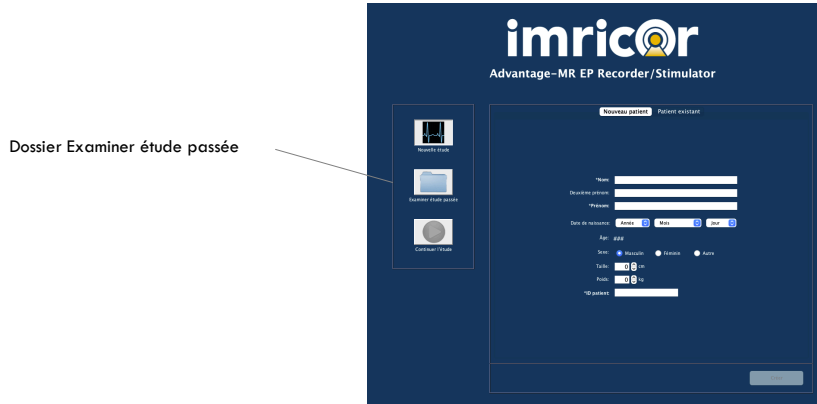 imricor
Advantage-MR EP Recorder/Stimulator
Dossier Examiner étude passée
Nouvelle étude
Examiner étude passée
Continuer l'étude
Nouveau patient Patient existant
*Nom:
Deuxième prénom:
*Prénom:
Date de naissance: Année Mois Jour
Âge: ###
Sexe: Masculin Féminin Autre
Taille: 0 cm
Poids: 0 kg
*ID patient: